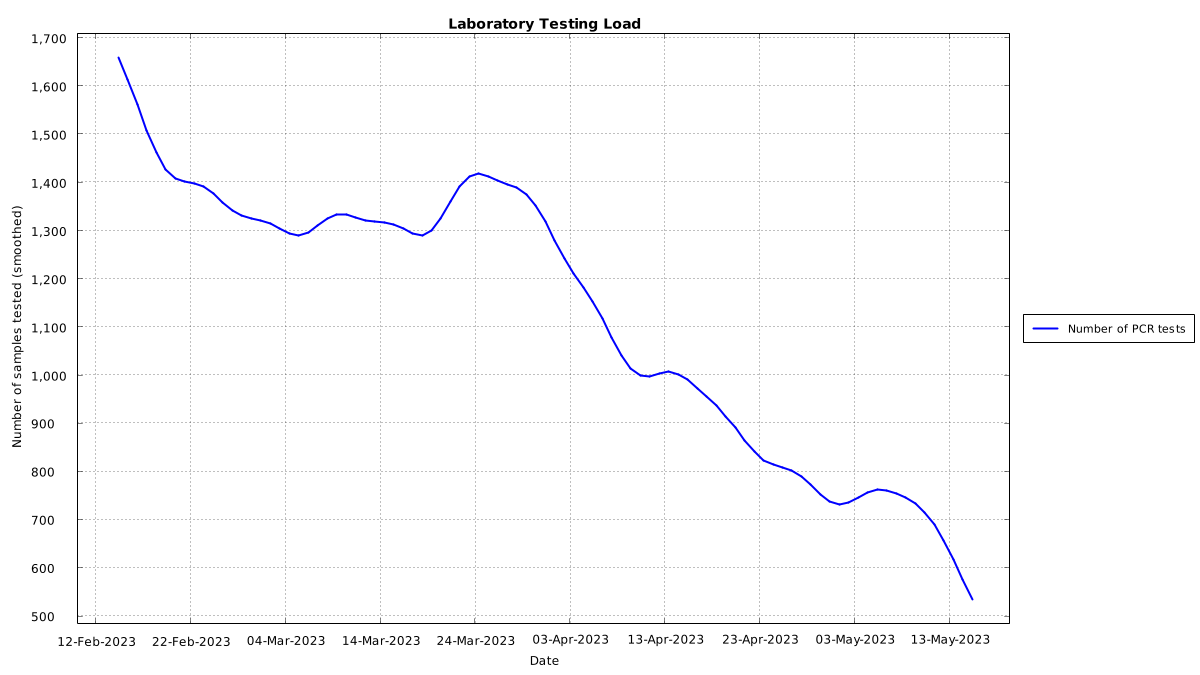 Laboratory Testing Load
1,700
1,600
1,500
1,400
1,300
1,200
1,100
1,000
900
800
700
600
500
Number of samples tested (smoothed)
12-Feb-2023 22-Feb-2023 04-Mar-2023 14-Mar-2023 24-Mar-2023 03-Apr-2023 13-Apr-2023 23-Apr-2023 03-May-2023 13-May-2023
Date
Number of PCR tests